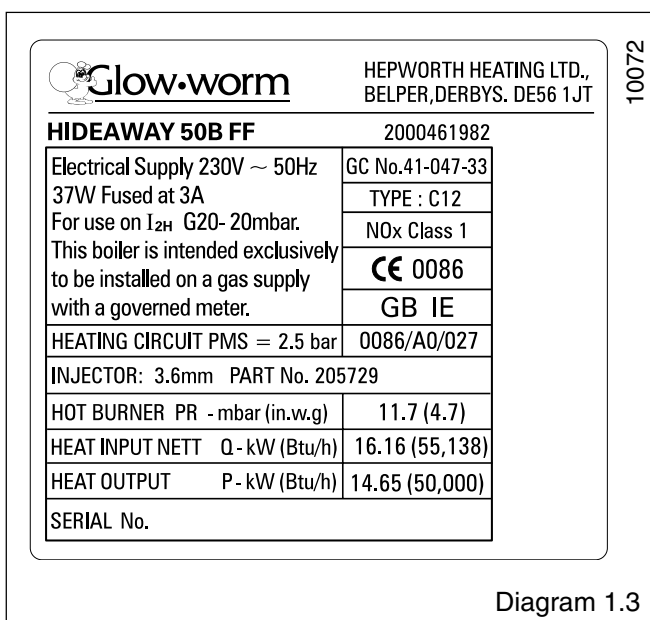 Glow•worm
HEPWORTH HEATING LTD.,
BELPER,DERBYS. DE56 1JT
10072
HIDEAWAY 50B FF 2000461982
Electrical Supply 230V ~ 50Hz
37W Fused at 3A
For use on I2H G20- 20mbar.
This boiler is intended exclusively
to be installed on a gas supply
with a governed meter.
GC No.41-047-33
TYPE : C12
NOx Class 1
CE 0086
GB IE
HEATING CIRCUIT PMS = 2.5 bar 0086/A0/027
INJECTOR: 3.6mm PART No. 205729
HOT BURNER PR - mbar (in.w.g) 11.7 (4.7)
HEAT INPUT NETT Q - kW (Btu/h) 16.16 (55,138)
HEAT OUTPUT P - kW (Btu/h) 14.65 (50,000)
SERIAL No.
Diagram 1.3